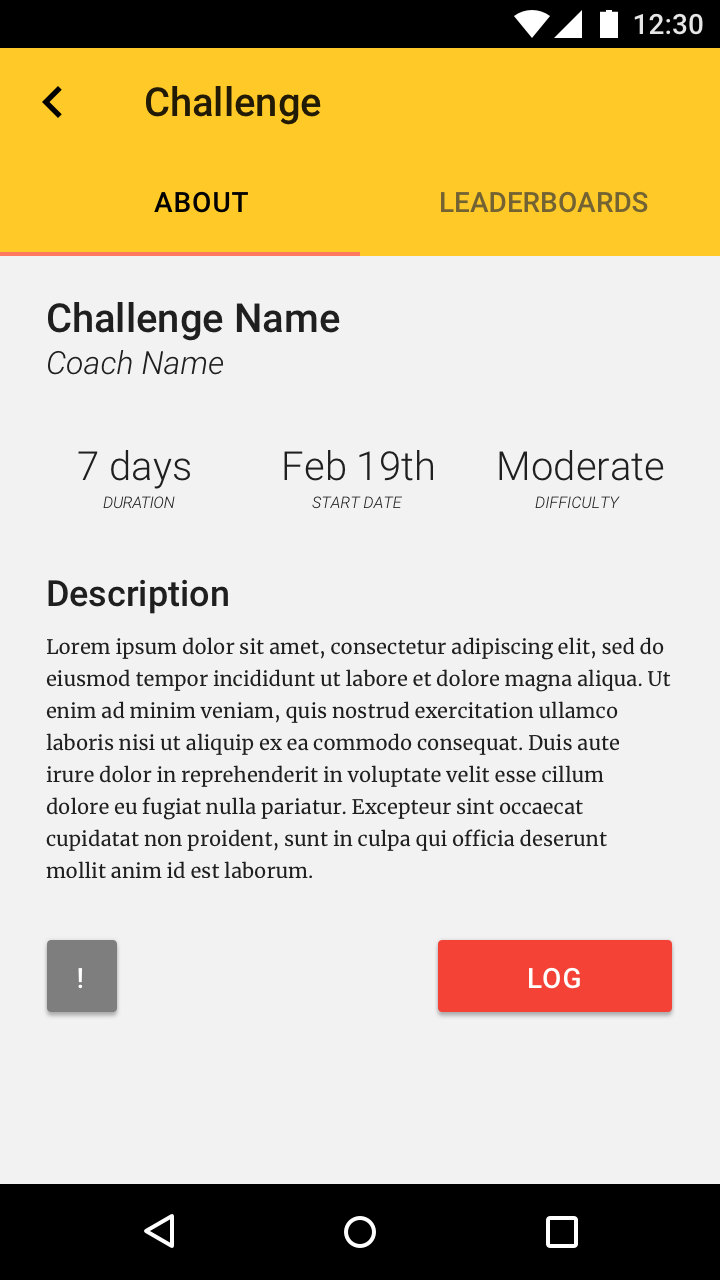 12:30
Challenge
ABOUT
LEADERBOARDS
Challenge Name
Coach Name
7 days
Feb 19th
Moderate
DURATION
START DATE
DIFFICULTY
Description
Lorem ipsum dolor sit amet, consectetur adipiscing elit, sed do
eiusmod tempor incididunt ut labore et dolore magna aliqua. Ut
enim ad minim veniam, quis nostrud exercitation ullamco
laboris nisi ut aliquip ex ea commodo consequat. Duis aute
irure dolor in reprehenderit in voluptate velit esse cillum
dolore eu fugiat nulla pariatur. Excepteur sint occaecat
cupidatat non proident, sunt in culpa qui officia deserunt
mollit anim id est laborum.
!
LOG